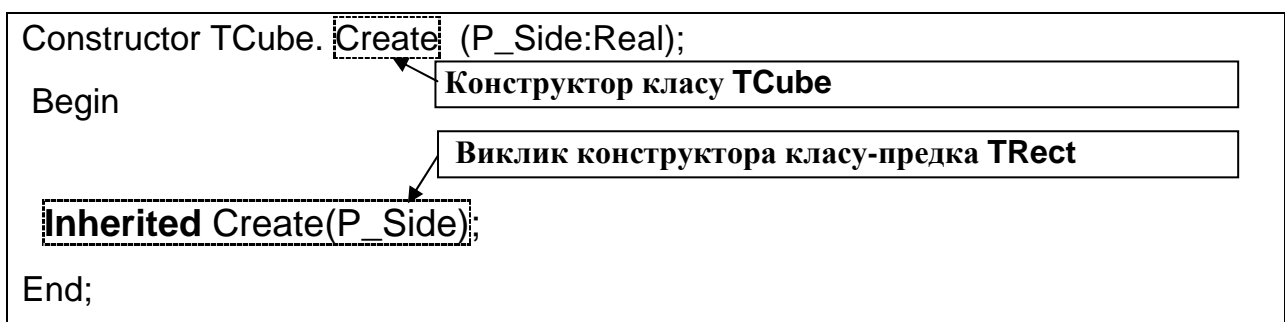 Constructor TCube. Create (P_Side:Real);
Конструктор класу TCube
Begin
Виклик конструктора класу-предка TRect
Inherited Create(P_Side);
End;